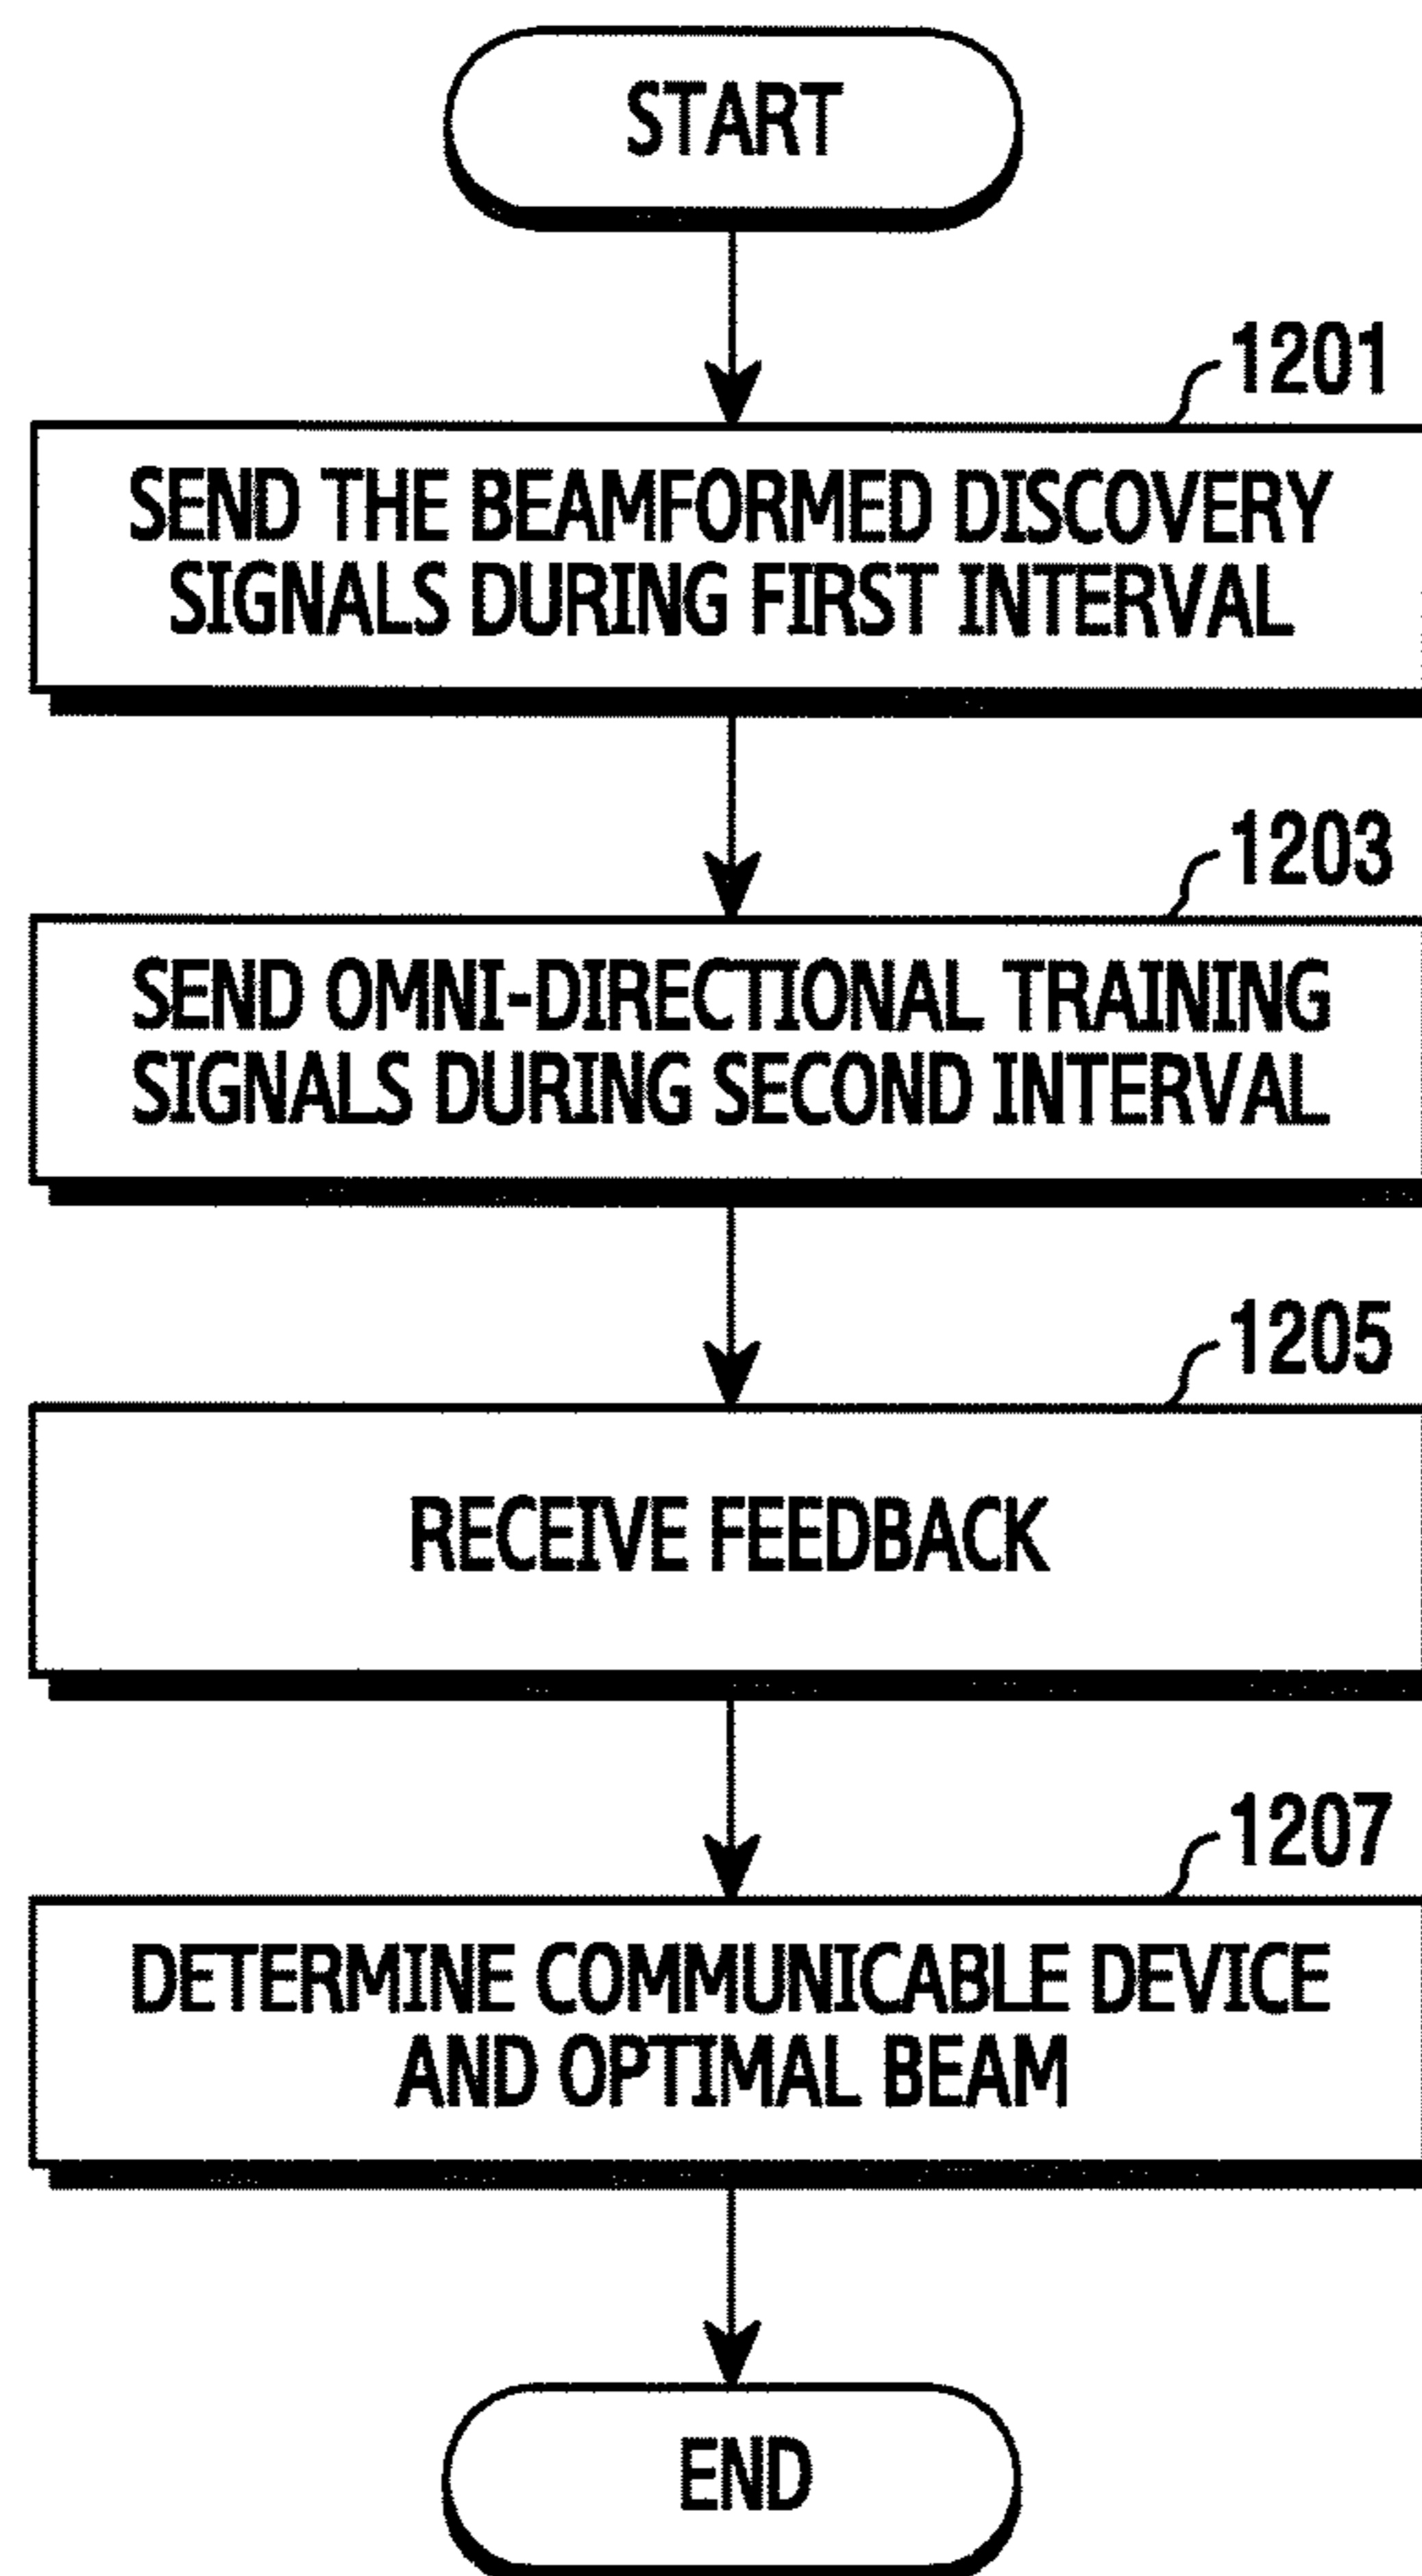 START
1201
SEND THE BEAMFORMED DISCOVERY
SIGNALS DURING FIRST INTERVAL
1203
SEND OMNI-DIRECTIONAL TRAINING
SIGNALS DURING SECOND INTERVAL
1205
RECEIVE FEEDBACK
1207
DETERMINE COMMUNICABLE DEVICE
AND OPTIMAL BEAM
END